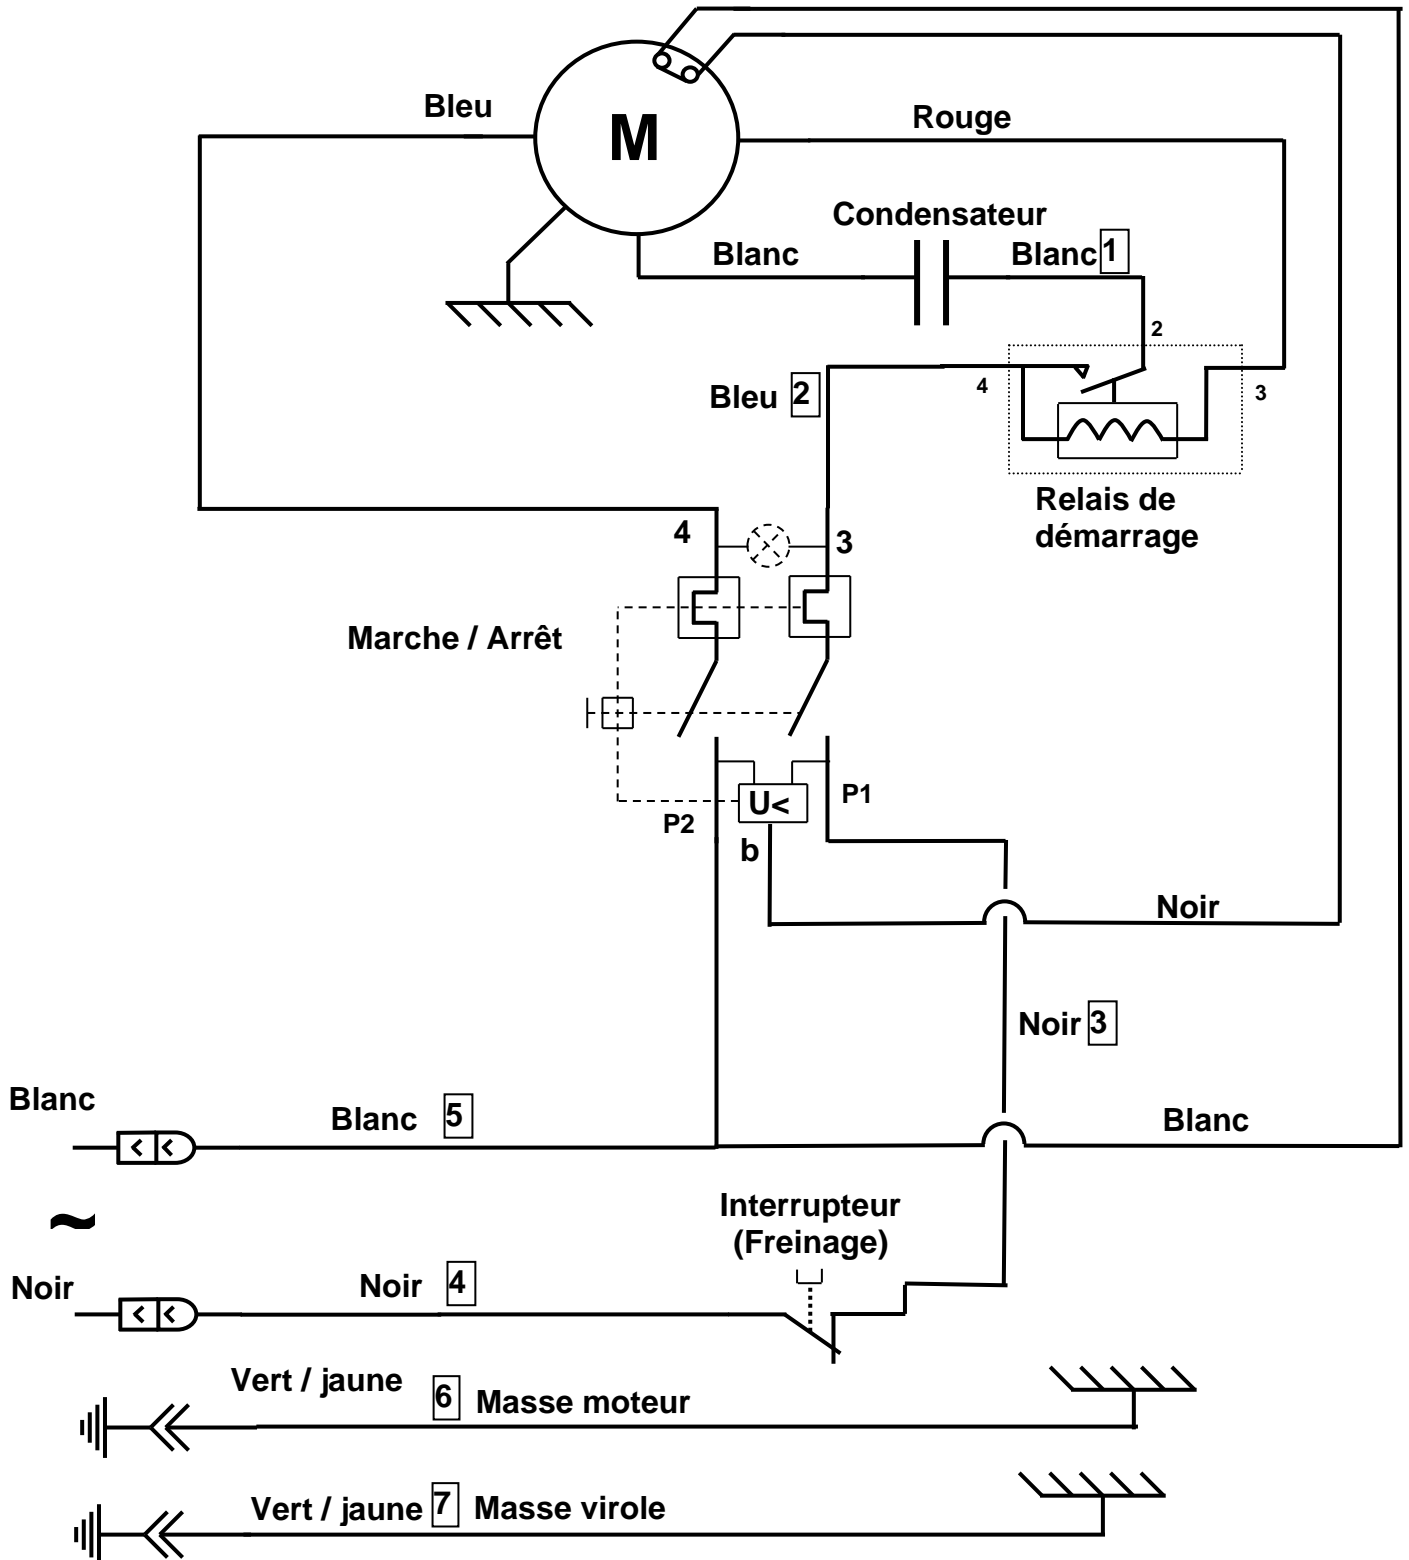 Bleu
M
Rouge
Condensateur
Blanc
Blanc 1
2
Bleu 2
4
3
Relais de
démarrage
4
3
Marche / Arrêt
U<
P1
P2
b
Noir
Noir 3
Blanc
Blanc 5
Blanc
~
Interrupteur
(Freinage)
Noir
Noir 4
Vert / jaune 6 Masse moteur
Vert / jaune 7 Masse virole